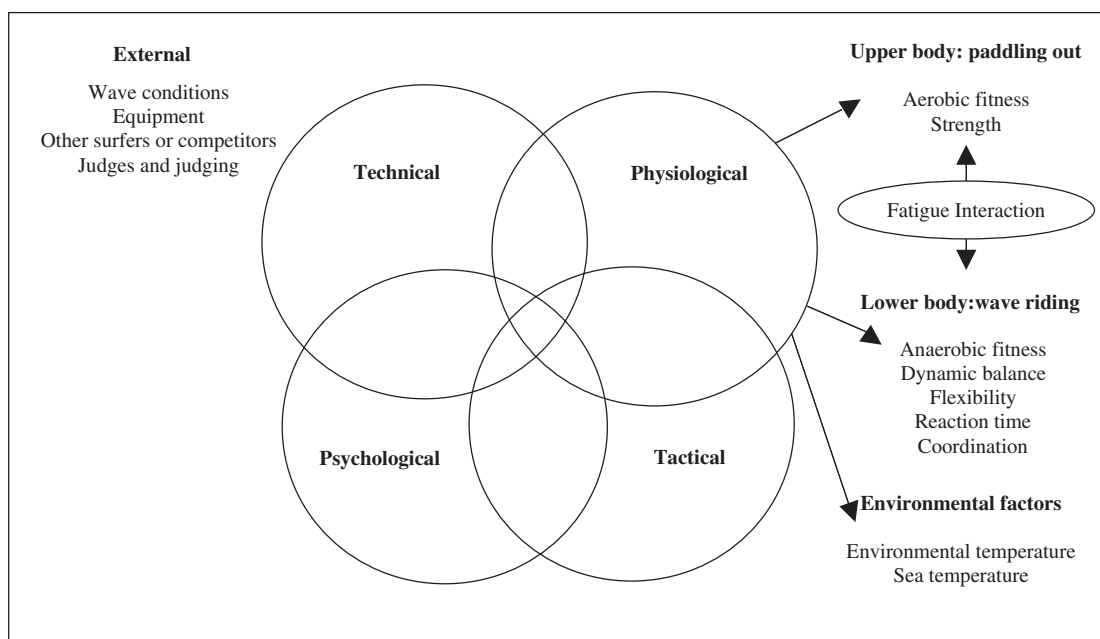 External
Wave conditions
Equipment
Other surfers or competitors
Judges and judging
Technical
Physiological
Psychological
Tactical
Upper body: paddling out
Aerobic fitness
Strength
Fatigue Interaction
Lower body:wave riding
Anaerobic fitness
Dynamic balance
Flexibility
Reaction time
Coordination
Environmental factors
Environmental temperature
Sea temperature